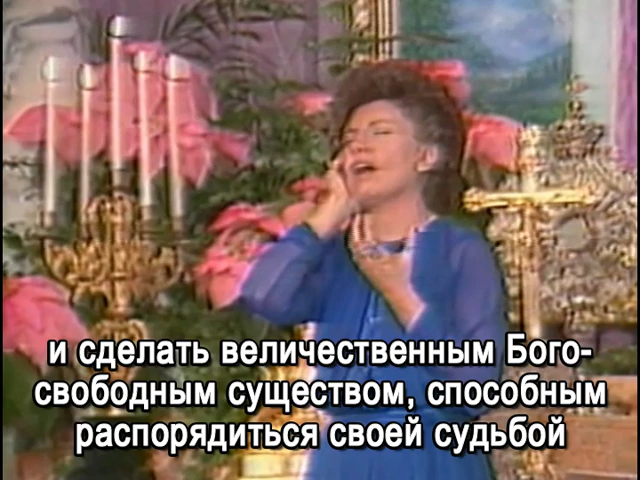 и сделать величественным Бого-
свободным существом, способным
распорядиться своей судьбой